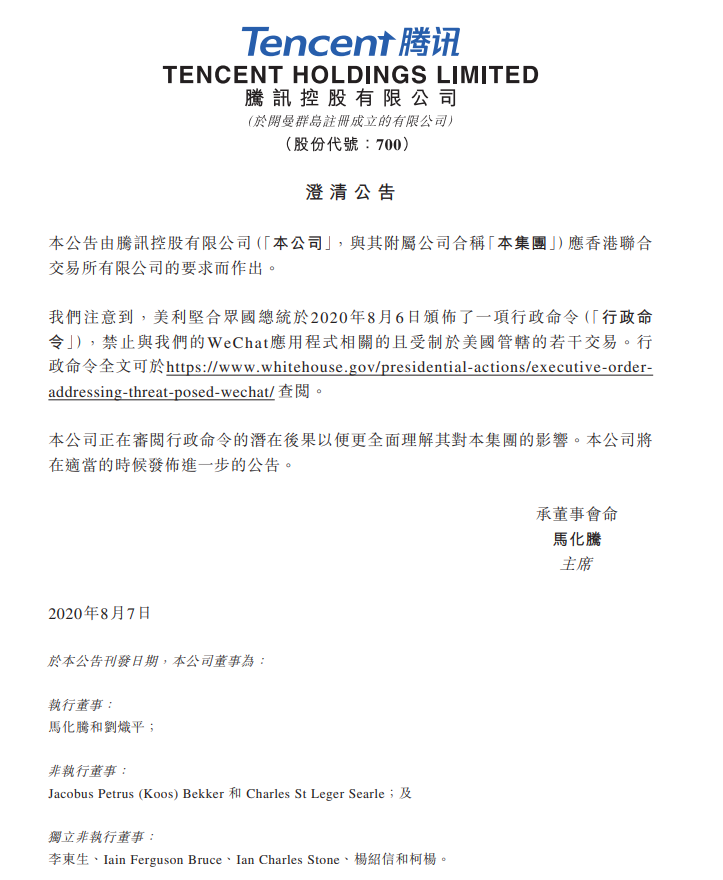 Tencent腾讯
TENCENT HOLDINGS LIMITED
騰訊控股有限公司
(於開曼群島註冊成立的有限公司)
（股份代號：700）
澄清公告
本公告由騰訊控股有限公司(「本公司」，與其附屬公司合稱「本集團」)應香港聯合
交易所有限公司的要求而作出。
我們注意到，美利堅合眾國總統於2020年8月6日頒佈了一項行政命令(「行政命
令」)，禁止與我們的WeChat應用程式相關的且受制於美國管轄的若干交易。行
政命令全文可於https://www.whitehouse.gov/presidential-actions/executive-order-
addressing-threat-posed-wechat/查閱。
本公司正在審閱行政命令的潛在後果以便更全面理解其對本集團的影響。本公司將
在適當的時候發佈進一步的公告。
承董事會命
馬化騰
主席
2020年8月7日
於本公告刊發日期，本公司董事為：
執行董事：
馬化騰和劉熾平；
非執行董事：
Jacobus Petrus (Koos) Bekker 和 Charles St Leger Searle；及
獨立非執行董事：
李東生、Iain Ferguson Bruce、Ian Charles Stone、楊紹信和柯楊。